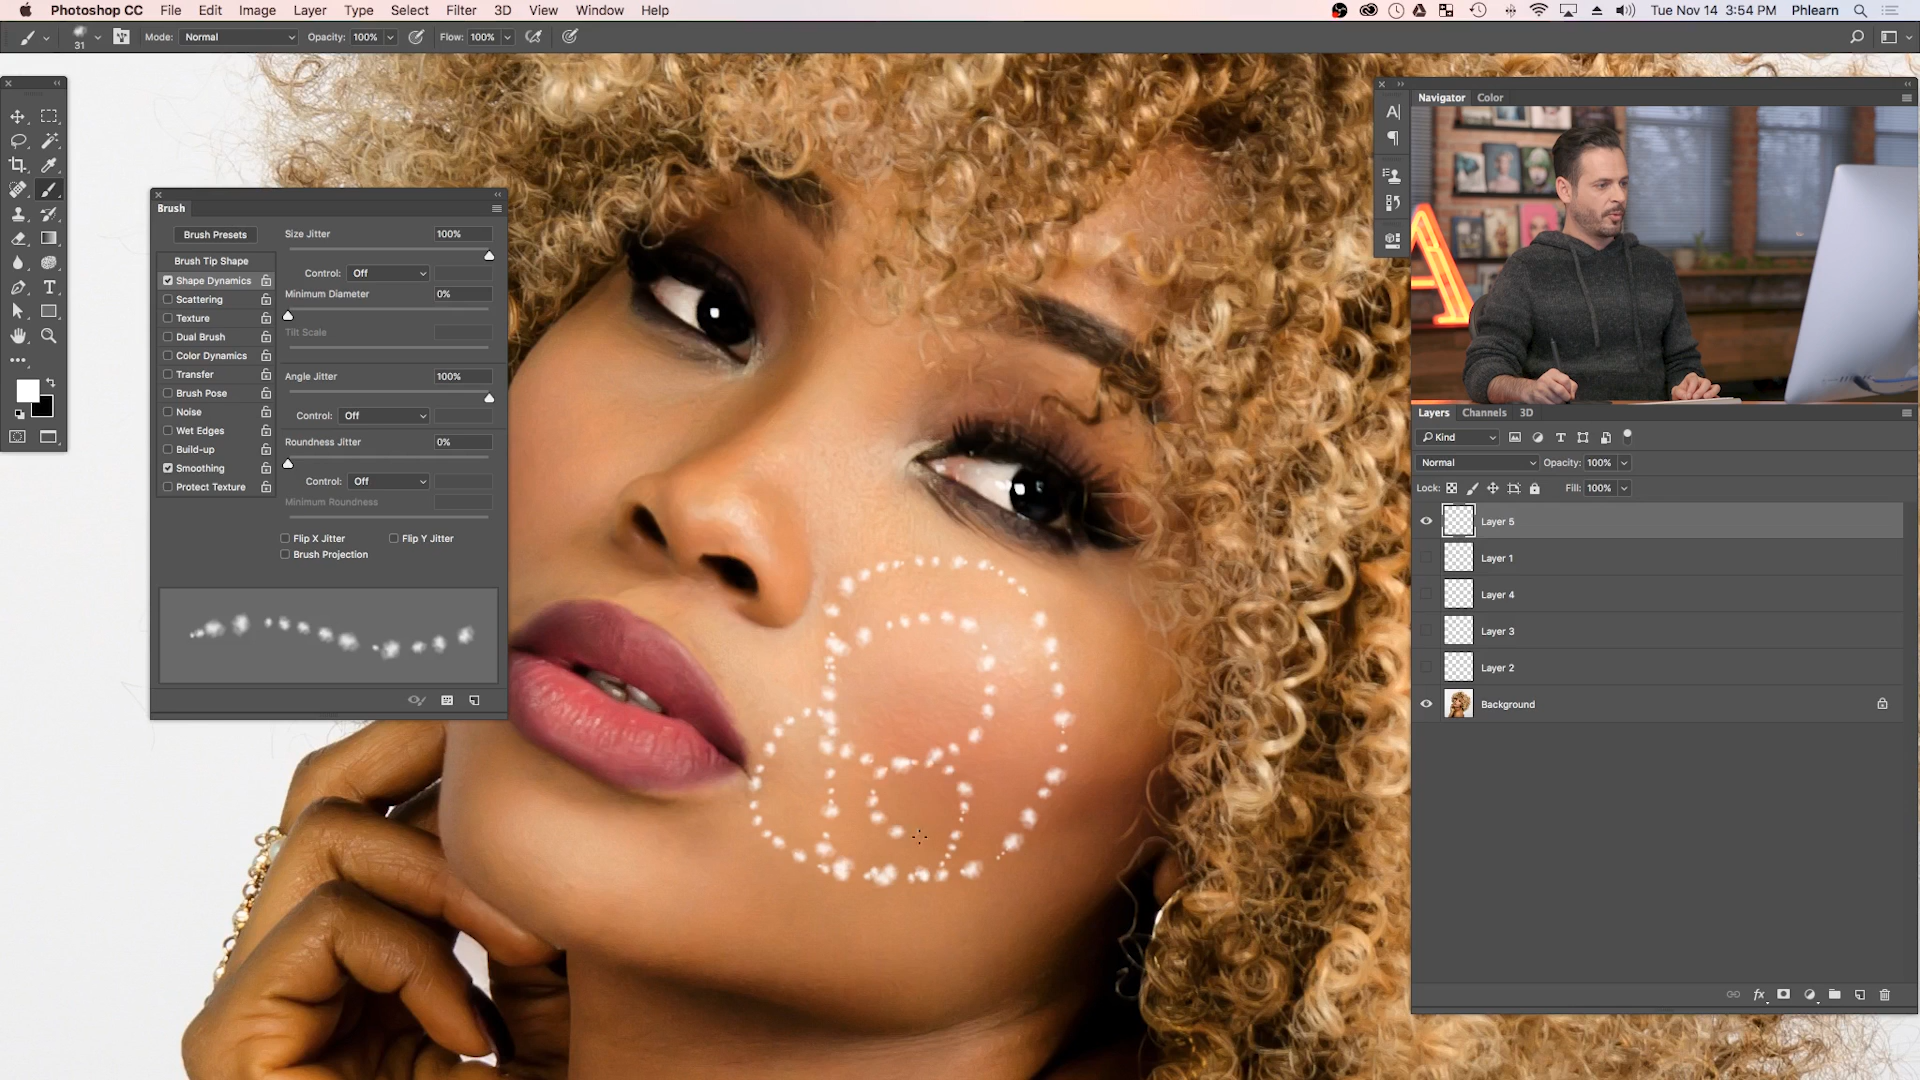 Photoshop CC File Edit Image Layer Type Select Filter 3D View Window Help Tue Nov 14 3:54 PM Phlearn
31 Mode: Normal Opacity: 100% Flow: 100%
Brush
Brush Presets
Brush Tip Shape
Shape Dynamics
Scattering
Texture
Dual Brush
Color Dynamics
Transfer
Brush Pose
Noise
Wet Edges
Build-up
Smoothing
Protect Texture
Size Jitter 100%
Control: Off
Minimum Diameter 0%
Tilt Scale
Angle Jitter 100%
Control: Off
Roundness Jitter 0%
Control: Off
Minimum Roundness
Flip X Jitter Flip Y Jitter
Brush Projection
Navigator Color
Layers Channels 3D
Kind
Normal Opacity: 100%
Lock: Fill: 100%
Layer 5
Layer 1
Layer 4
Layer 3
Layer 2
Background